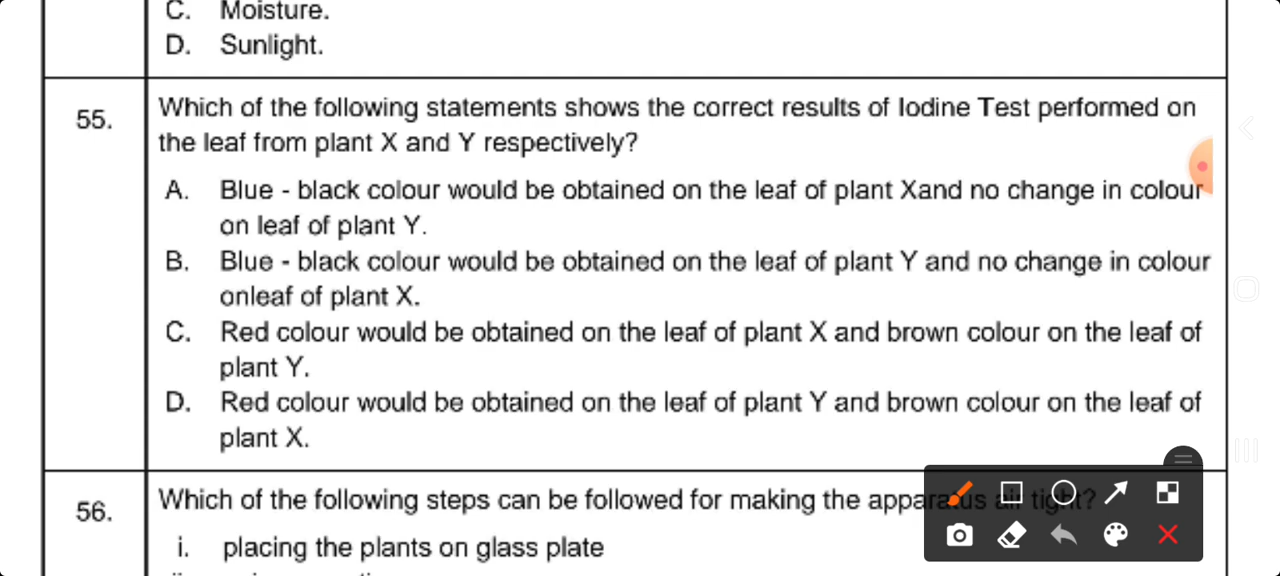 C. Moisture.
D. Sunlight.
55.
Which of the following statements shows the correct results of Iodine Test performed on
the leaf from plant X and Y respectively?
A. Blue - black colour would be obtained on the leaf of plant Xand no change in colour
on leaf of plant Y.
B. Blue - black colour would be obtained on the leaf of plant Y and no change in colour
onleaf of plant X.
C. Red colour would be obtained on the leaf of plant X and brown colour on the leaf of
plant Y.
D. Red colour would be obtained on the leaf of plant Y and brown colour on the leaf of
plant X.
56.
Which of the following steps can be followed for making the apparatus air tight?
i. placing the plants on glass plate